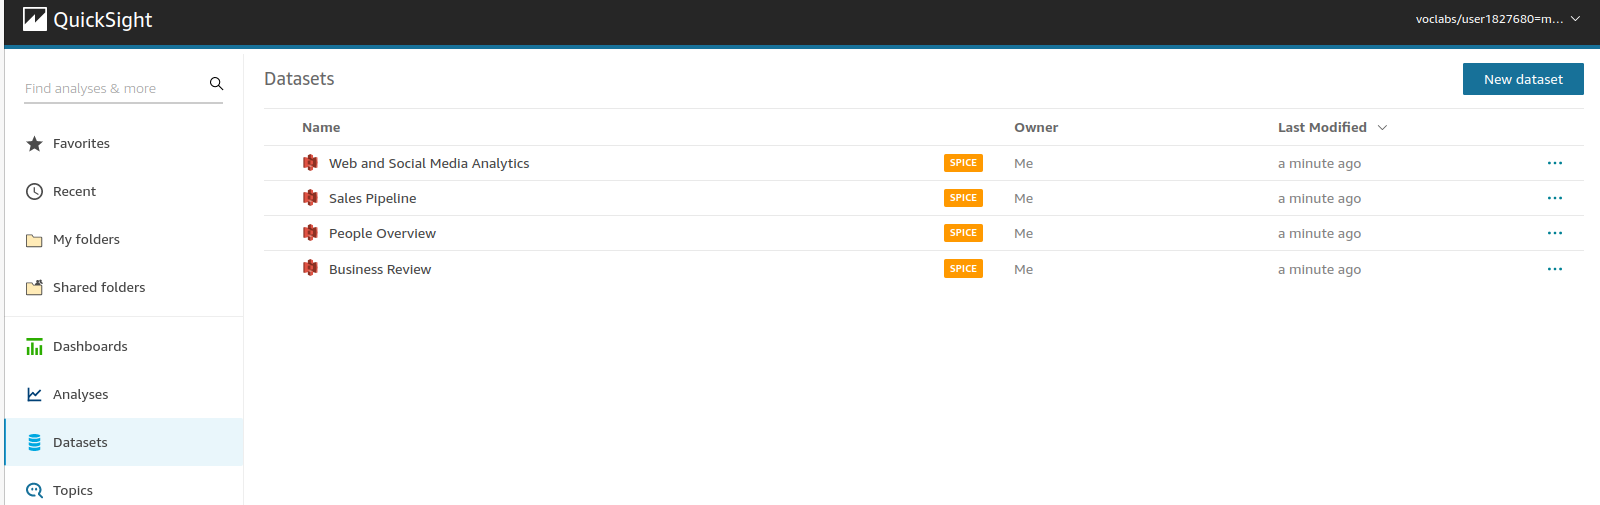 QuickSight
voclabs/user1827680=m...
Find analyses & more
Favorites
Recent
My folders
Shared folders
Dashboards
Analyses
Datasets
Topics
Datasets
New dataset
Name Owner Last Modified
Web and Social Media Analytics SPICE Me a minute ago
Sales Pipeline SPICE Me a minute ago
People Overview SPICE Me a minute ago
Business Review SPICE Me a minute ago